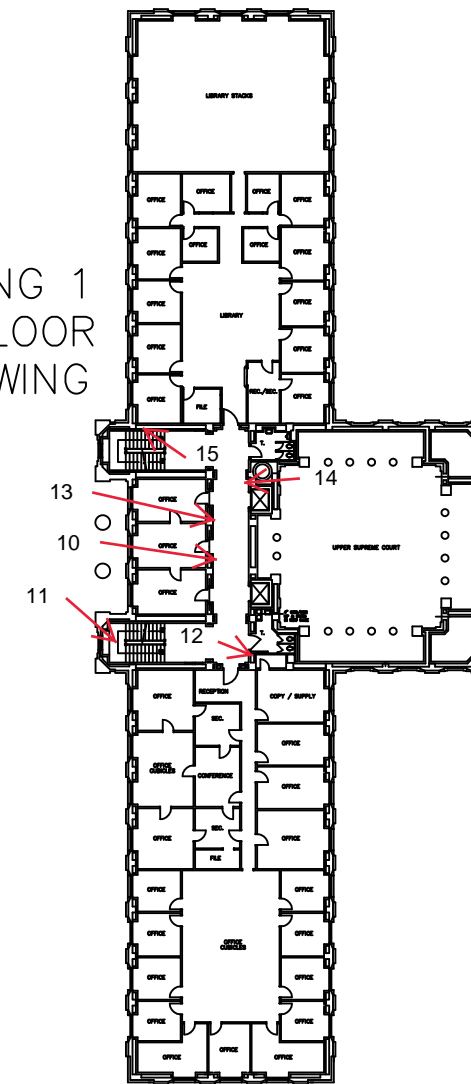 LIBRARY STACKS
OFFICE
OFFICE
OFFICE
OFFICE
OFFICE
OFFICE
OFFICE
OFFICE
NG 1
LOOR
WING
OFFICE
OFFICE
LIBRARY
OFFICE
OFFICE
OFFICE
FILE
REC./SEC.
OFFICE
15
T.
14
13
OFFICE
10
OFFICE
UPPER SUPREME COURT
11
OFFICE
12
T.
RECEPTION
OFFICE
COPY / SUPPLY
SEC.
OFFICE
OFFICE
CUBICLES
CONFERENCE
OFFICE
SEC.
OFFICE
OFFICE
FILE
OFFICE
OFFICE
OFFICE
OFFICE
OFFICE
CUBICLES
OFFICE
OFFICE
OFFICE
OFFICE
OFFICE
OFFICE
OFFICE